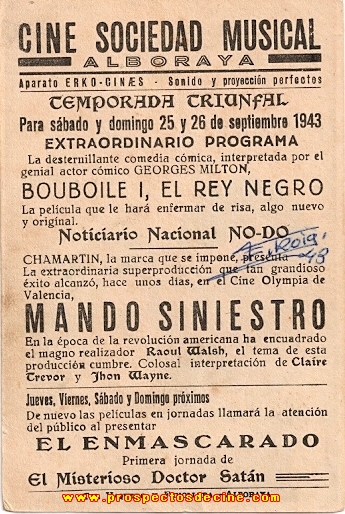 CINE SOCIEDAD MUSICAL
ALBORAYA
Aparato ERKO-CINÆS - Sonido y proyección perfectos
TEMPORADA TRIUNFAL
Para sábado y domingo 25 y 26 de septiembre 1943
EXTRAORDINARIO PROGRAMA
La desternillante comedia cómica, interpretada por el
genial actor cómico GEORGES MILTON,
BOUBOILE I, EL REY NEGRO
La película que le hará enfermar de risa, algo nuevo
y original.
Noticiario Nacional NO-DO
CHAMARTIN, la marca que se impone, presenta
La extraordinaria superproducción que tan grandioso
éxito alcanzó, hace unos días, en el Cine Olympia de
Valencia,
MANDO SINIESTRO
En la época de la revolución americana ha encuadrado
el magno realizador Raoul Walsh, el tema de esta
producción cumbre. Colosal interpretación de Claire
Trevor y Jhon Wayne.
Jueves, Viernes, Sábado y Domingo próximos
De nuevo las películas en jornadas llamará la atención
del público al presentar
EL ENMASCARADO
Primera jornada de
El Misterioso Doctor Satán
www.prospectosdecine.com